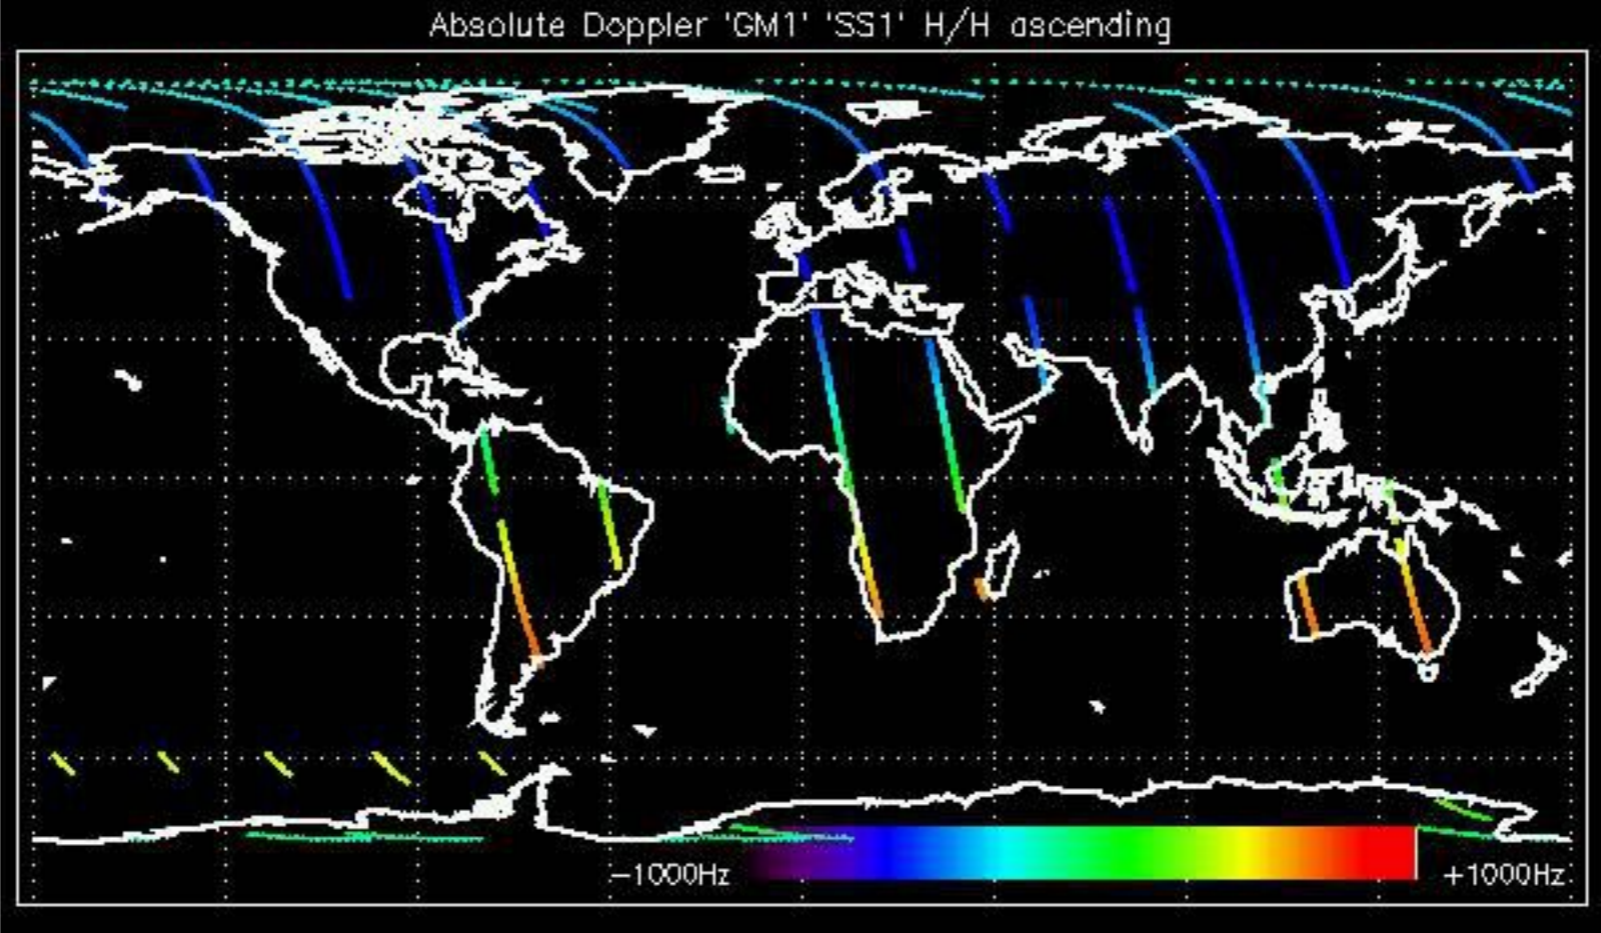 Absolute Doppler 'GM1' 'SS1' H/H ascending
−1000Hz +1000Hz